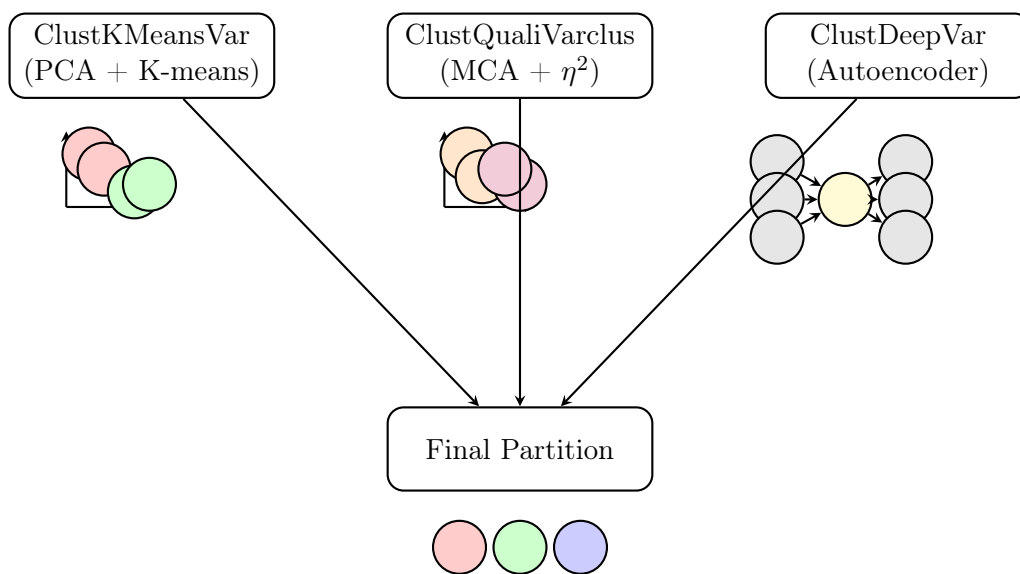 ClustKMeansVar
(PCA + K-means)
ClustQualiVarclus
(MCA + η²)
ClustDeepVar
(Autoencoder)
Final Partition